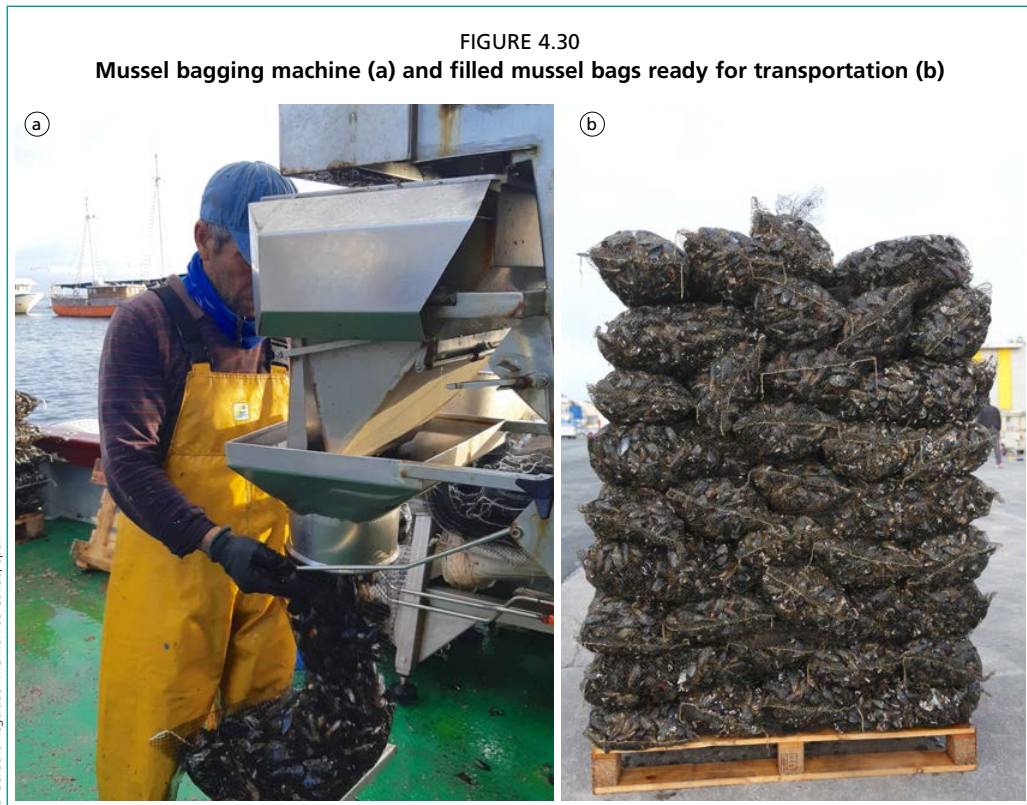 FIGURE 4.30
Mussel bagging machine (a) and filled mussel bags ready for transportation (b)
a
b